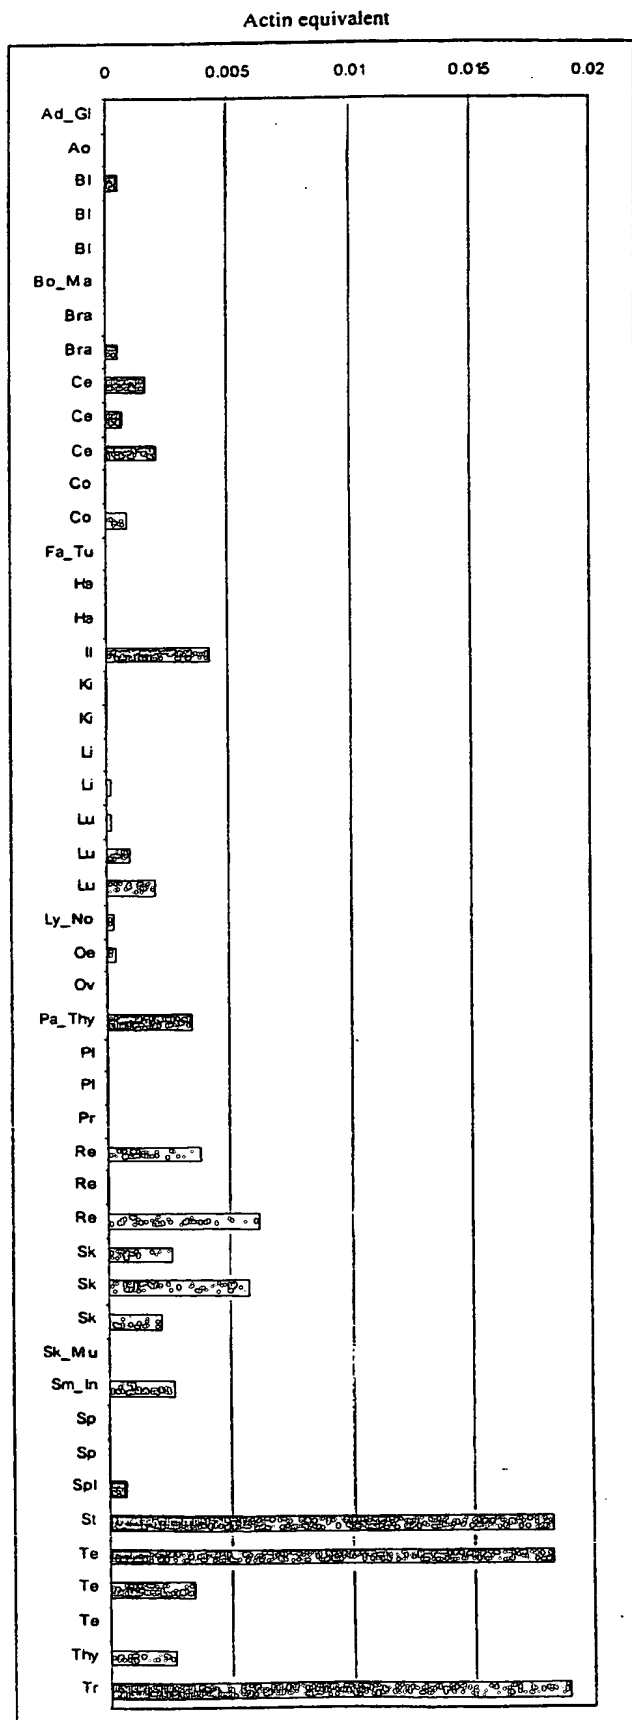 Actin equivalent
0 0.005 0.01 0.015 0.02
Ad_Gl
Ao
Bl
Bl
Bl
Bo_Ma
Bra
Bra
Ce
Ce
Ce
Co
Co
Fa_Tu
Ha
Ha
Il
Ki
Ki
Li
Li
Lu
Lu
Lu
Ly_No
Oe
Ov
Pa_Thy
Pl
Pl
Pr
Re
Re
Re
Sk
Sk
Sk
Sk_Mu
Sm_In
Sp
Sp
Spl
St
Te
Te
Te
Thy
Tr